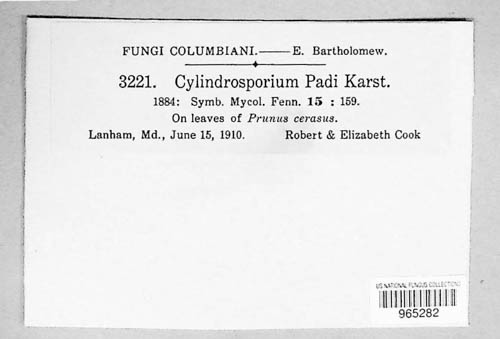 FUNGI COLUMBIANI.——E. Bartholomew.
3221. Cylindrosporium Padi Karst.
1884: Symb. Mycol. Fenn. 15 : 159.
On leaves of Prunus cerasus.
Lanham, Md., June 15, 1910. Robert & Elizabeth Cook
US NATIONAL FUNGUS COLLECTIONS
965282